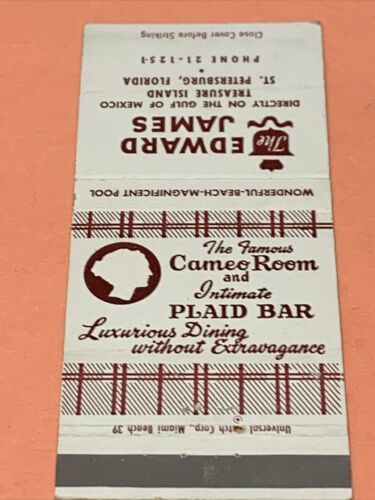 The Famous
Cameo Room
and
Intimate
PLAID BAR
Luxurious Dining
without Extravagance
WONDERFUL-BEACH-MAGNIFICENT POOL
The EDWARD
JAMES
DIRECTLY ON THE GULF OF MEXICO
TREASURE ISLAND
ST. PETERSBURG, FLORIDA
PHONE 21-1251
Close Cover Before Striking
Universal Match Corp., Miami Beach 39